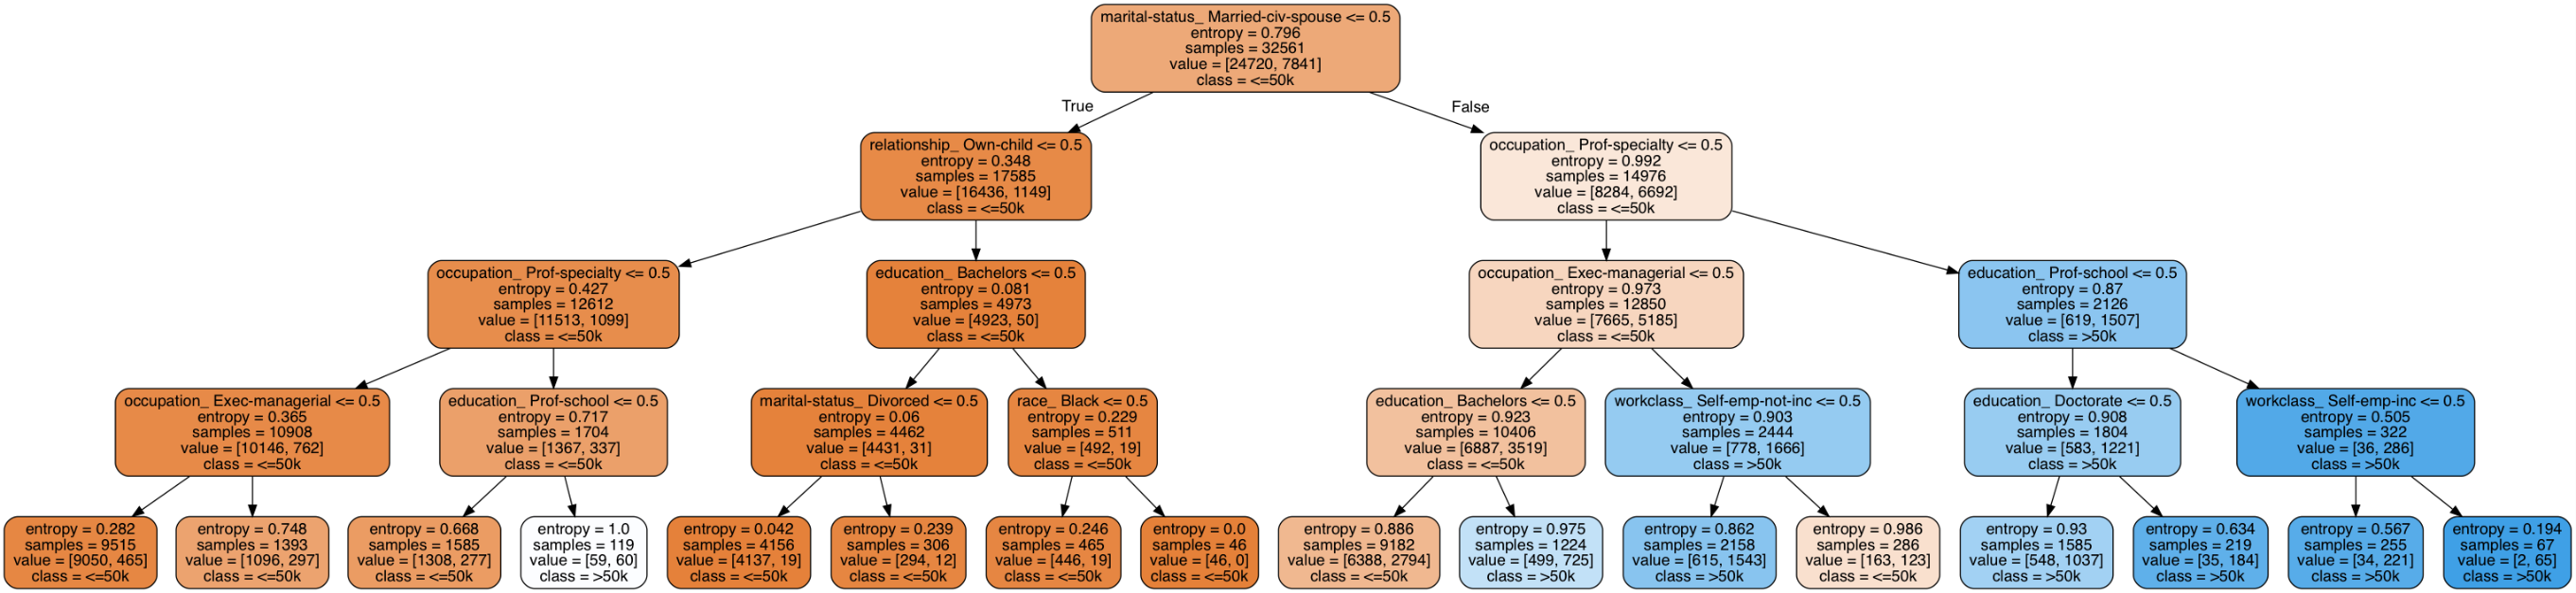 marital-status_ Married-civ-spouse <= 0.5
entropy = 0.796
samples = 32561
value = [24720, 7841]
class = <=50k
True
False
relationship_ Own-child <= 0.5
entropy = 0.348
samples = 17585
value = [16436, 1149]
class = <=50k
occupation_ Prof-specialty <= 0.5
entropy = 0.992
samples = 14976
value = [8284, 6692]
class = <=50k
occupation_ Prof-specialty <= 0.5
entropy = 0.427
samples = 12612
value = [11513, 1099]
class = <=50k
education_ Bachelors <= 0.5
entropy = 0.081
samples = 4973
value = [4923, 50]
class = <=50k
occupation_ Exec-managerial <= 0.5
entropy = 0.973
samples = 12850
value = [7665, 5185]
class = <=50k
education_ Prof-school <= 0.5
entropy = 0.87
samples = 2126
value = [619, 1507]
class = >50k
occupation_ Exec-managerial <= 0.5
entropy = 0.365
samples = 10908
value = [10146, 762]
class = <=50k
education_ Prof-school <= 0.5
entropy = 0.717
samples = 1704
value = [1367, 337]
class = <=50k
marital-status_ Divorced <= 0.5
entropy = 0.06
samples = 4462
value = [4431, 31]
class = <=50k
race_ Black <= 0.5
entropy = 0.229
samples = 511
value = [492, 19]
class = <=50k
education_ Bachelors <= 0.5
entropy = 0.923
samples = 10406
value = [6887, 3519]
class = <=50k
workclass_ Self-emp-not-inc <= 0.5
entropy = 0.903
samples = 2444
value = [778, 1666]
class = >50k
education_ Doctorate <= 0.5
entropy = 0.908
samples = 1804
value = [583, 1221]
class = >50k
workclass_ Self-emp-inc <= 0.5
entropy = 0.505
samples = 322
value = [36, 286]
class = >50k
entropy = 0.282
samples = 9515
value = [9050, 465]
class = <=50k
entropy = 0.748
samples = 1393
value = [1096, 297]
class = <=50k
entropy = 0.668
samples = 1585
value = [1308, 277]
class = <=50k
entropy = 1.0
samples = 119
value = [59, 60]
class = >50k
entropy = 0.042
samples = 4156
value = [4137, 19]
class = <=50k
entropy = 0.239
samples = 306
value = [294, 12]
class = <=50k
entropy = 0.246
samples = 465
value = [446, 19]
class = <=50k
entropy = 0.0
samples = 46
value = [46, 0]
class = <=50k
entropy = 0.886
samples = 9182
value = [6388, 2794]
class = <=50k
entropy = 0.975
samples = 1224
value = [499, 725]
class = >50k
entropy = 0.862
samples = 2158
value = [615, 1543]
class = >50k
entropy = 0.986
samples = 286
value = [163, 123]
class = <=50k
entropy = 0.93
samples = 1585
value = [548, 1037]
class = >50k
entropy = 0.634
samples = 219
value = [35, 184]
class = >50k
entropy = 0.567
samples = 255
value = [34, 221]
class = >50k
entropy = 0.194
samples = 67
value = [2, 65]
class = >50k